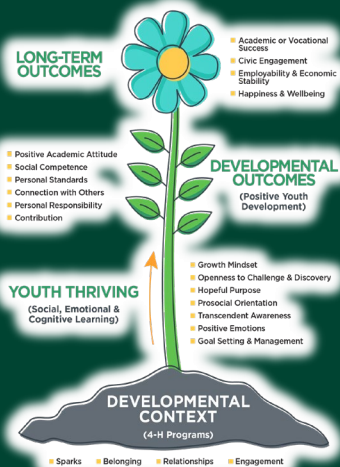 LONG-TERM
OUTCOMES
Academic or Vocational
Success
Civic Engagement
Employability & Economic
Stability
Happiness & Wellbeing
Positive Academic Attitude
Social Competence
Personal Standards
Connection with Others
Personal Responsibility
Contribution
DEVELOPMENTAL
OUTCOMES
(Positive Youth
Development)
YOUTH THRIVING
(Social, Emotional &
Cognitive Learning)
Growth Mindset
Openness to Challenge & Discovery
Hopeful Purpose
Prosocial Orientation
Transcendent Awareness
Positive Emotions
Goal Setting & Management
DEVELOPMENTAL
CONTEXT
(4-H Programs)
Sparks Belonging Relationships Engagement